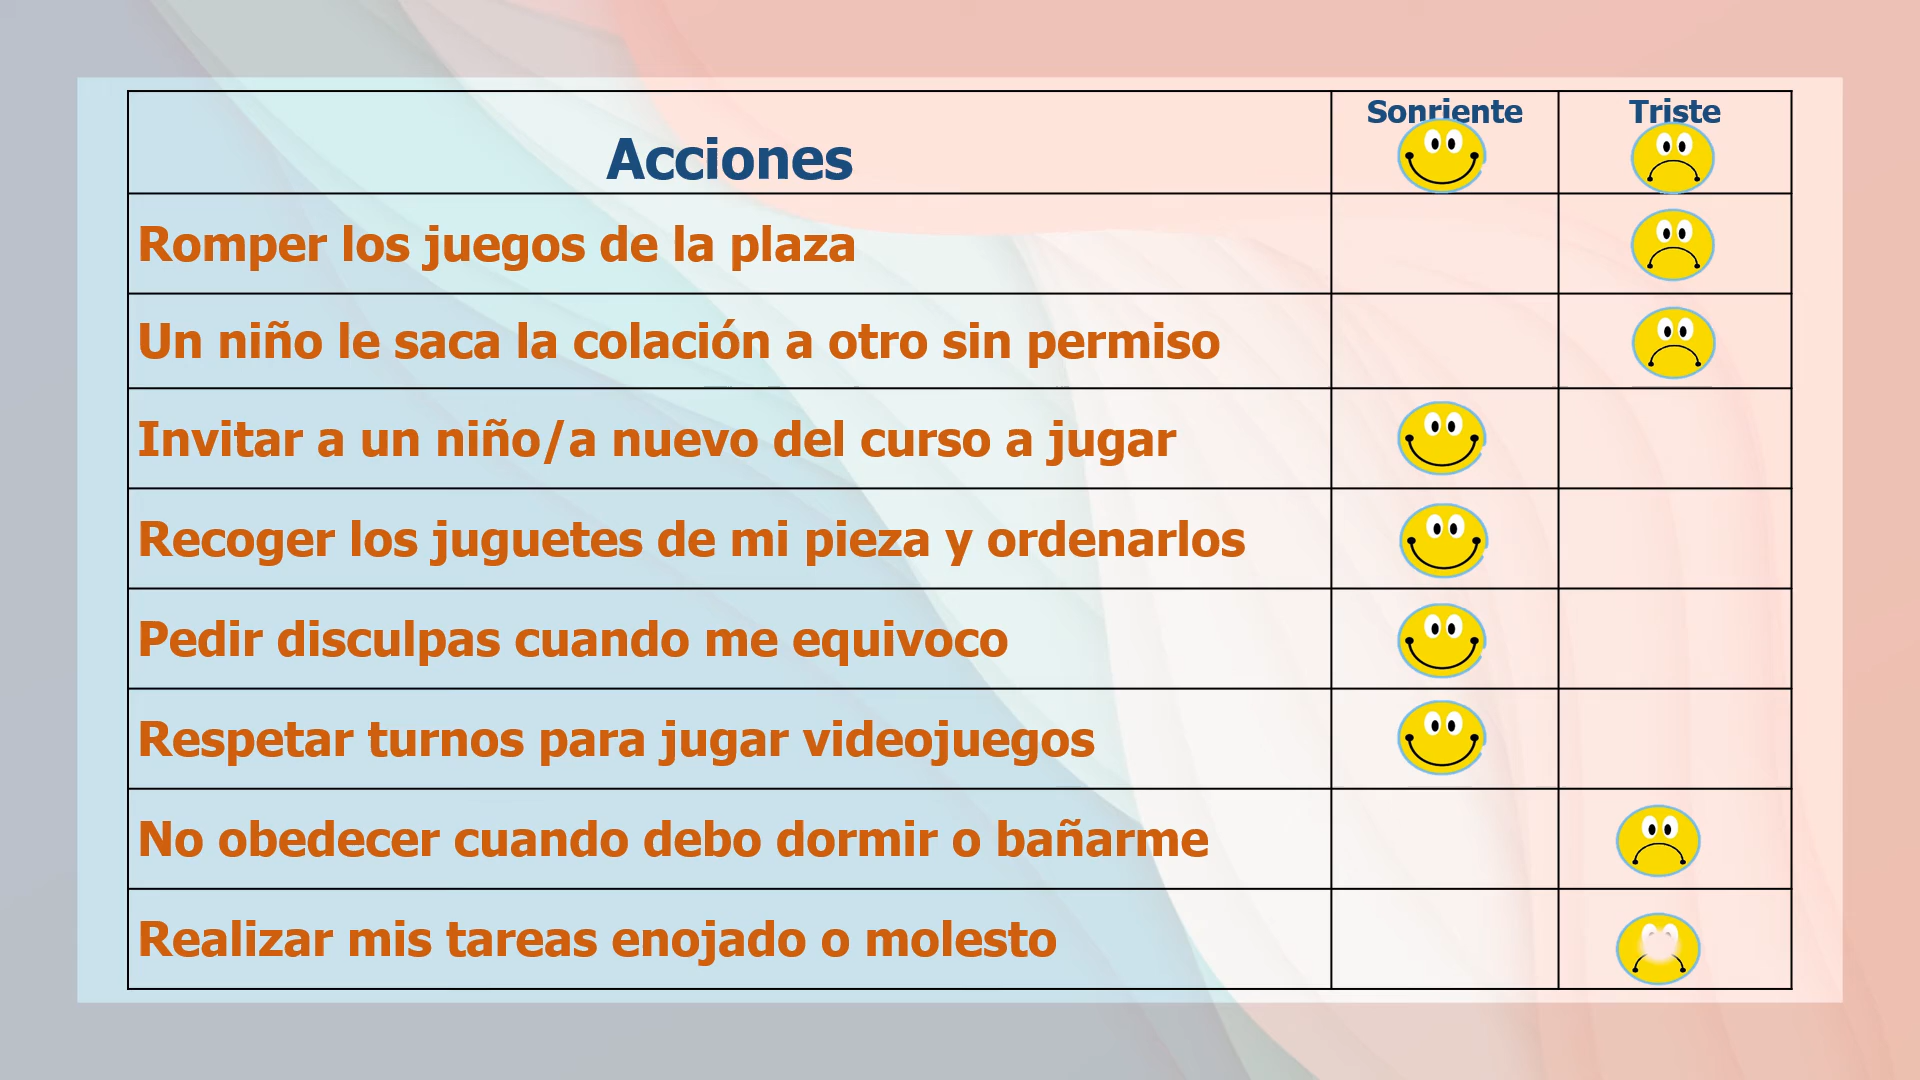 Acciones
Sonriente
Triste
Romper los juegos de la plaza
Un niño le saca la colación a otro sin permiso
Invitar a un niño/a nuevo del curso a jugar
Recoger los juguetes de mi pieza y ordenarlos
Pedir disculpas cuando me equivoco
Respetar turnos para jugar videojuegos
No obedecer cuando debo dormir o bañarme
Realizar mis tareas enojado o molesto